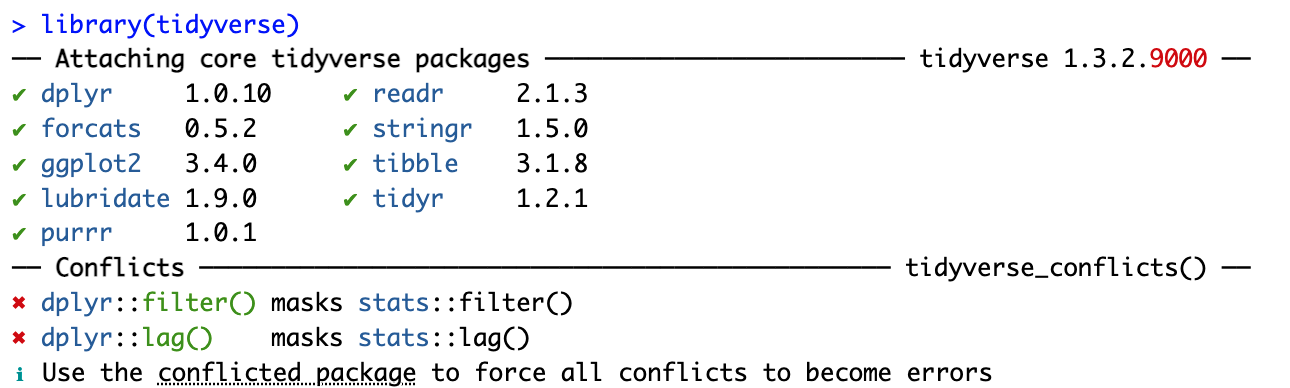 > library(tidyverse)
── Attaching core tidyverse packages ───────────────────────── tidyverse 1.3.2.9000 ──
✔ dplyr     1.0.10     ✔ readr     2.1.3
✔ forcats   0.5.2      ✔ stringr   1.5.0
✔ ggplot2   3.4.0      ✔ tibble    3.1.8
✔ lubridate 1.9.0      ✔ tidyr     1.2.1
✔ purrr     1.0.1
── Conflicts ──────────────────────────────────────────────── tidyverse_conflicts() ──
✖ dplyr::filter() masks stats::filter()
✖ dplyr::lag()    masks stats::lag()
ℹ Use the conflicted package to force all conflicts to become errors